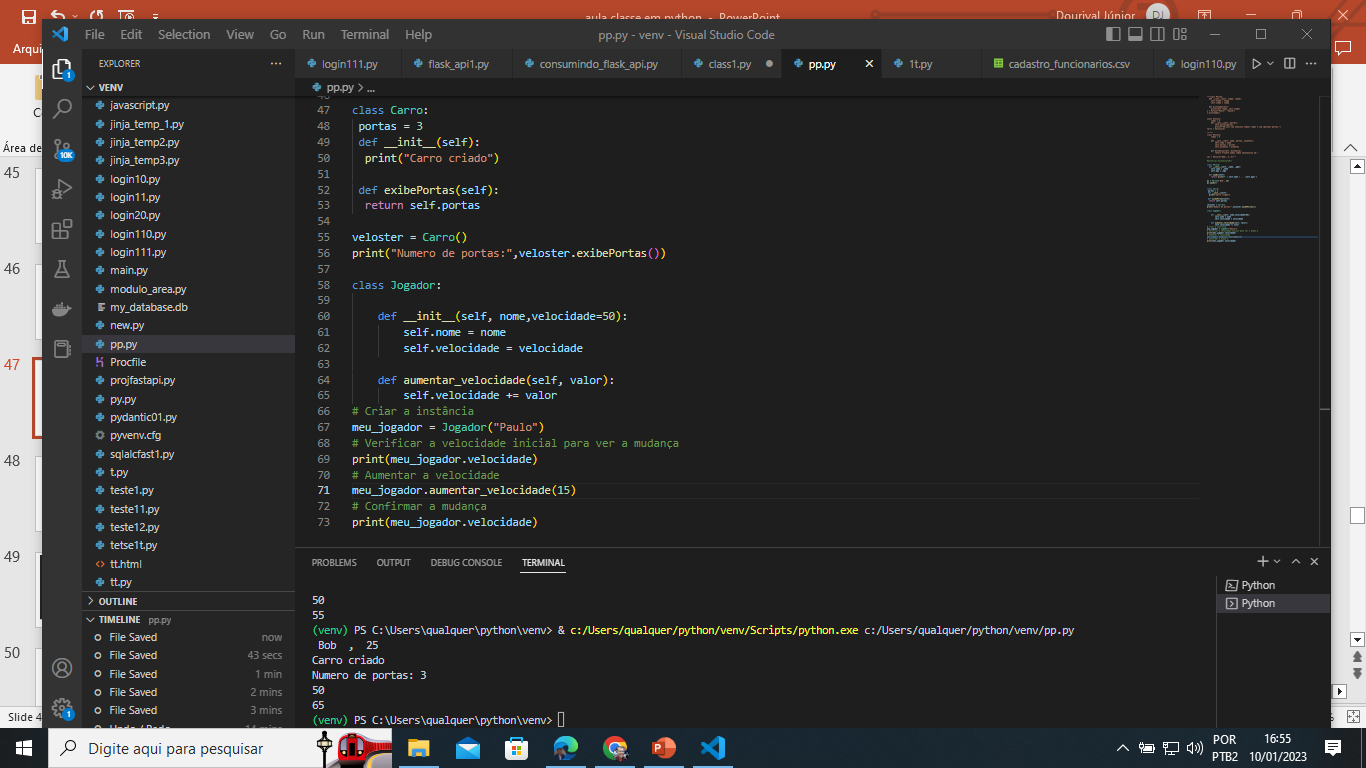 aula classe em python - PowerPoint
Dourival Júnior
DJ
Arqui
File Edit Selection View Go Run Terminal Help
pp.py - venv - Visual Studio Code
EXPLORER
login111.py
flask_api1.py
consumindo_flask_api.py
class1.py
pp.py
1t.py
cadastro_funcionarios.csv
login110.py
pp.py > ...
Área de
45
46
47
48
49
50
Slide 4
1
10K
1
VENV
javascript.py
jinja_temp_1.py
jinja_temp2.py
jinja_temp3.py
login10.py
login11.py
login20.py
login110.py
login111.py
main.py
modulo_area.py
my_database.db
new.py
pp.py
Procfile
projfastapi.py
py.py
pydantic01.py
pyvenv.cfg
sqlalcfast1.py
t.py
teste1.py
teste11.py
teste12.py
tetse1t.py
tt.html
tt.py
OUTLINE
TIMELINE pp.py
File Saved now
File Saved 43 secs
File Saved 1 min
File Saved 2 mins
File Saved 3 mins
46
47 class Carro:
48 portas = 3
49 def __init__(self):
50 print("Carro criado")
51
52 def exibePortas(self):
53 return self.portas
54
55 veloster = Carro()
56 print("Numero de portas:",veloster.exibePortas())
57
58 class Jogador:
59
60 def __init__(self, nome,velocidade=50):
61 self.nome = nome
62 self.velocidade = velocidade
63
64 def aumentar_velocidade(self, valor):
65 self.velocidade += valor
66 # Criar a instância
67 meu_jogador = Jogador("Paulo")
68 # Verificar a velocidade inicial para ver a mudança
69 print(meu_jogador.velocidade)
70 # Aumentar a velocidade
71 meu_jogador.aumentar_velocidade(15)
72 # Confirmar a mudança
73 print(meu_jogador.velocidade)
PROBLEMS OUTPUT DEBUG CONSOLE TERMINAL
50
55
(venv) PS C:\Users\qualquer\python\venv> & c:/Users/qualquer/python/venv/Scripts/python.exe c:/Users/qualquer/python/venv/pp.py
Bob , 25
Carro criado
Numero de portas: 3
50
65
(venv) PS C:\Users\qualquer\python\venv>
Python
Python
Digite aqui para pesquisar
POR
PTB2
16:55
10/01/2023